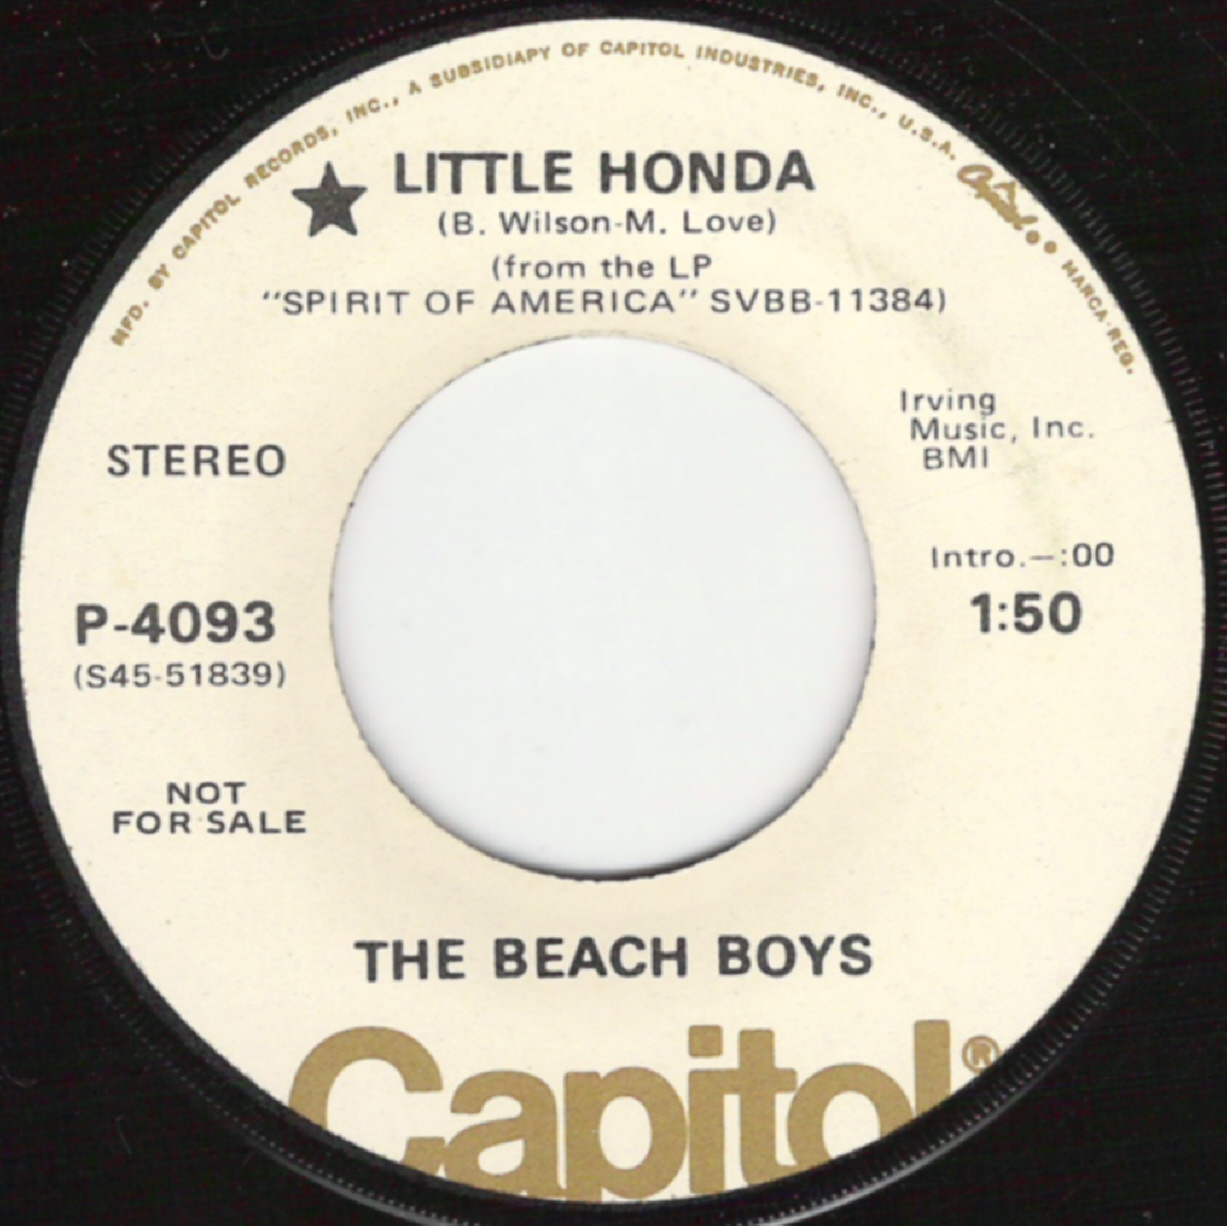 MFD. BY CAPITOL RECORDS, INC., A SUBSIDIAPY OF CAPITOL INDUSTRIES, INC., U.S.A. Capitol. • MARCA·REG.
LITTLE HONDA
(B. Wilson-M. Love)
(from the LP
"SPIRIT OF AMERICA" SVBB-11384)
Irving
Music, Inc.
BMI
STEREO
Intro.—:00
1:50
P-4093
(S45-51839)
NOT
FOR SALE
THE BEACH BOYS
Capitol®